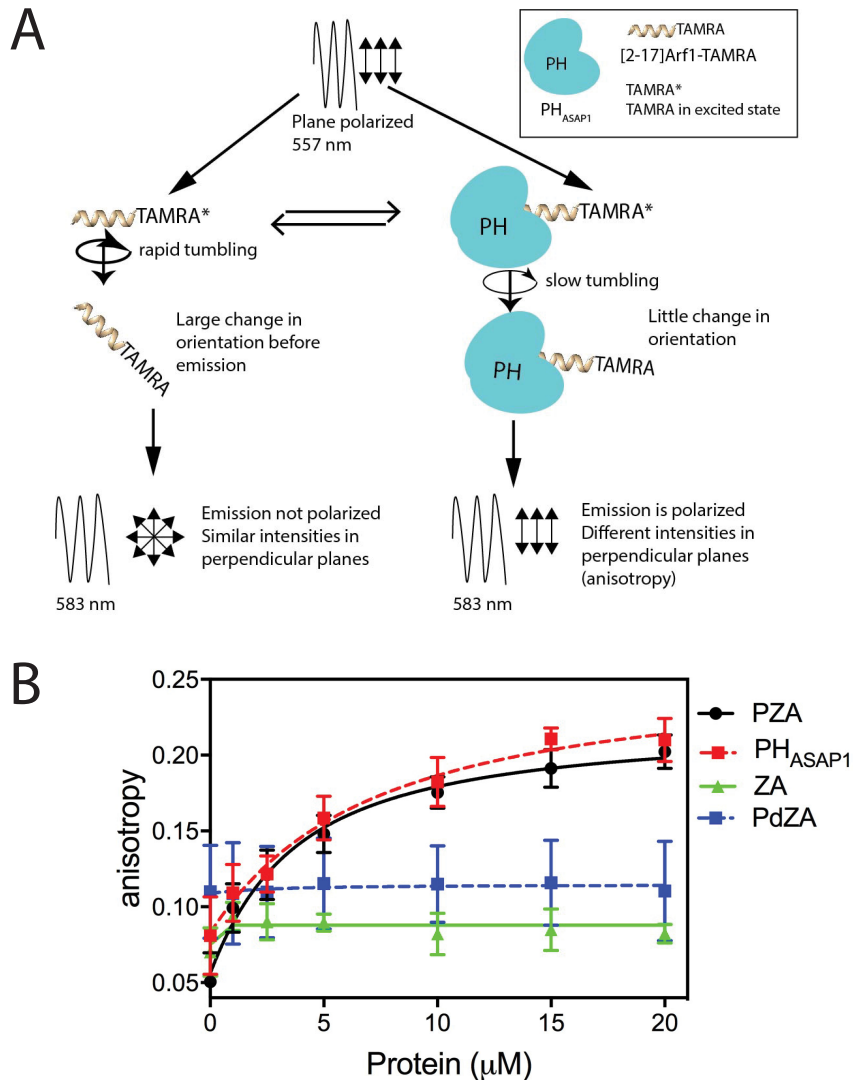 A
Plane polarized
557 nm
PH
TAMRA
[2-17]Arf1-TAMRA
PH_ASAP1
TAMRA*
TAMRA in excited state
TAMRA*
rapid tumbling
TAMRA
Large change in
orientation before
emission
PH
TAMRA*
slow tumbling
PH
TAMRA
Little change in
orientation
583 nm
Emission not polarized
Similar intensities in
perpendicular planes
583 nm
Emission is polarized
Different intensities in
perpendicular planes
(anisotropy)
B
anisotropy
0.25
0.20
0.15
0.10
0.05
0
5
10
15
20
Protein (μM)
PZA
PH_ASAP1
ZA
PdZA